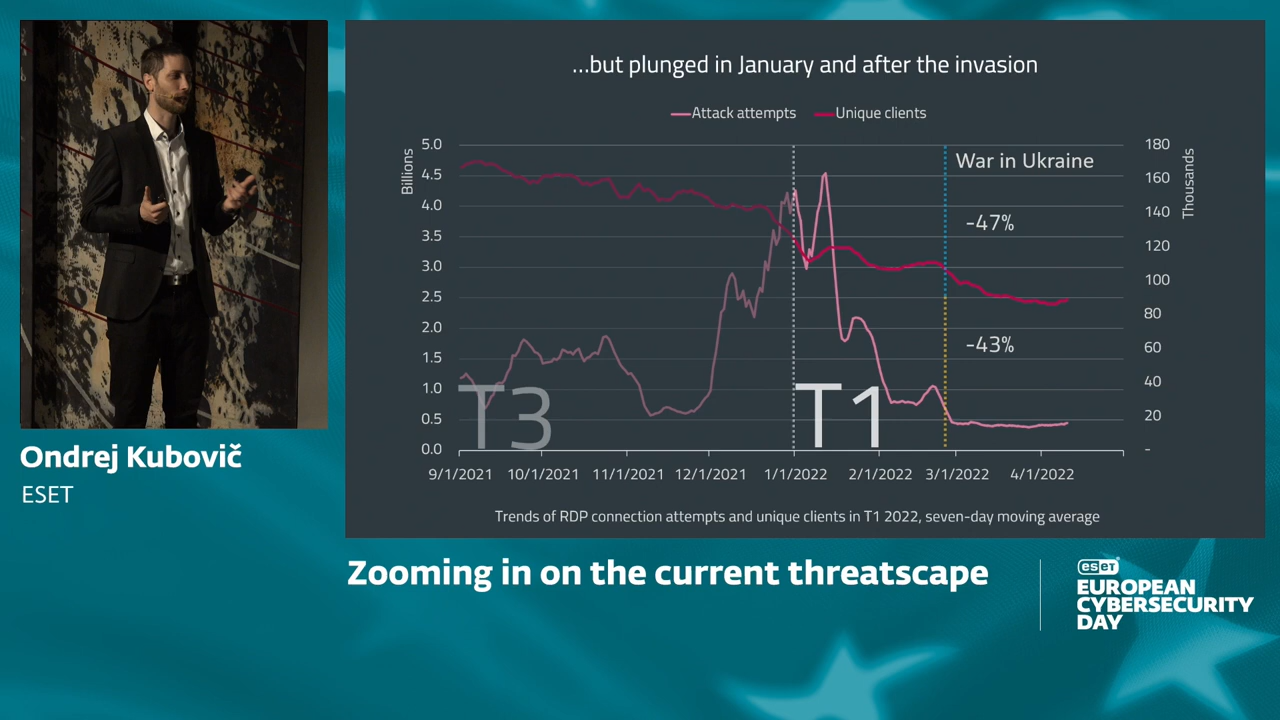 ...but plunged in January and after the invasion
Attack attempts Unique clients
Billions
5.0
4.5
4.0
3.5
3.0
2.5
2.0
1.5
1.0
0.5
0.0
War in Ukraine
-47%
-43%
T3
T1
180
160
140
120
100
80
60
40
20
-
Thousands
9/1/2021 10/1/2021 11/1/2021 12/1/2021 1/1/2022 2/1/2022 3/1/2022 4/1/2022
Trends of RDP connection attempts and unique clients in T1 2022, seven-day moving average
Ondrej Kubovič
ESET
Zooming in on the current threatscape
eset
EUROPEAN
CYBERSECURITY
DAY